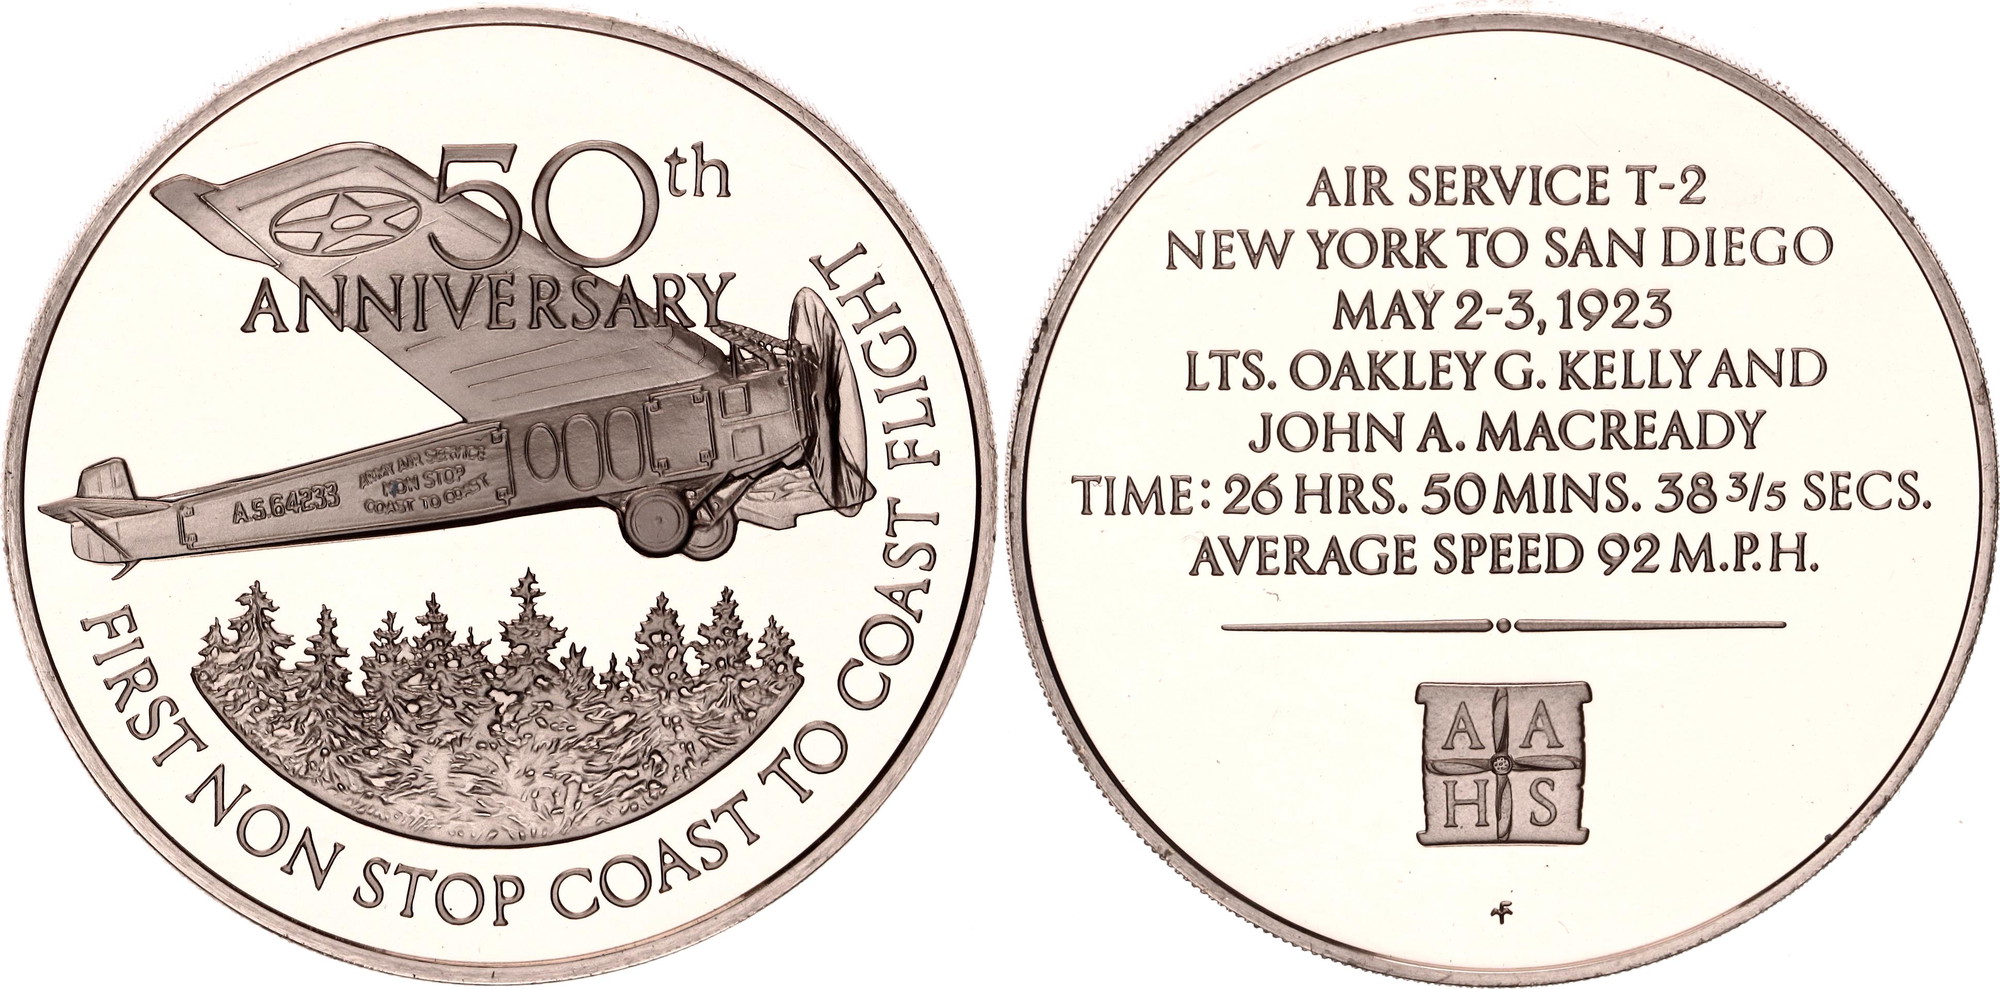 50th
ANNIVERSARY
A.S.64233
ARMY AIR SERVICE
NON STOP
COAST TO COAST
FIRST NON STOP COAST TO COAST FLIGHT
AIR SERVICE T-2
NEW YORK TO SAN DIEGO
MAY 2-3, 1923
LTS. OAKLEY G. KELLY AND
JOHN A. MACREADY
TIME: 26 HRS. 50 MINS. 38 3/5 SECS.
AVERAGE SPEED 92 M.P.H.
A A
H S